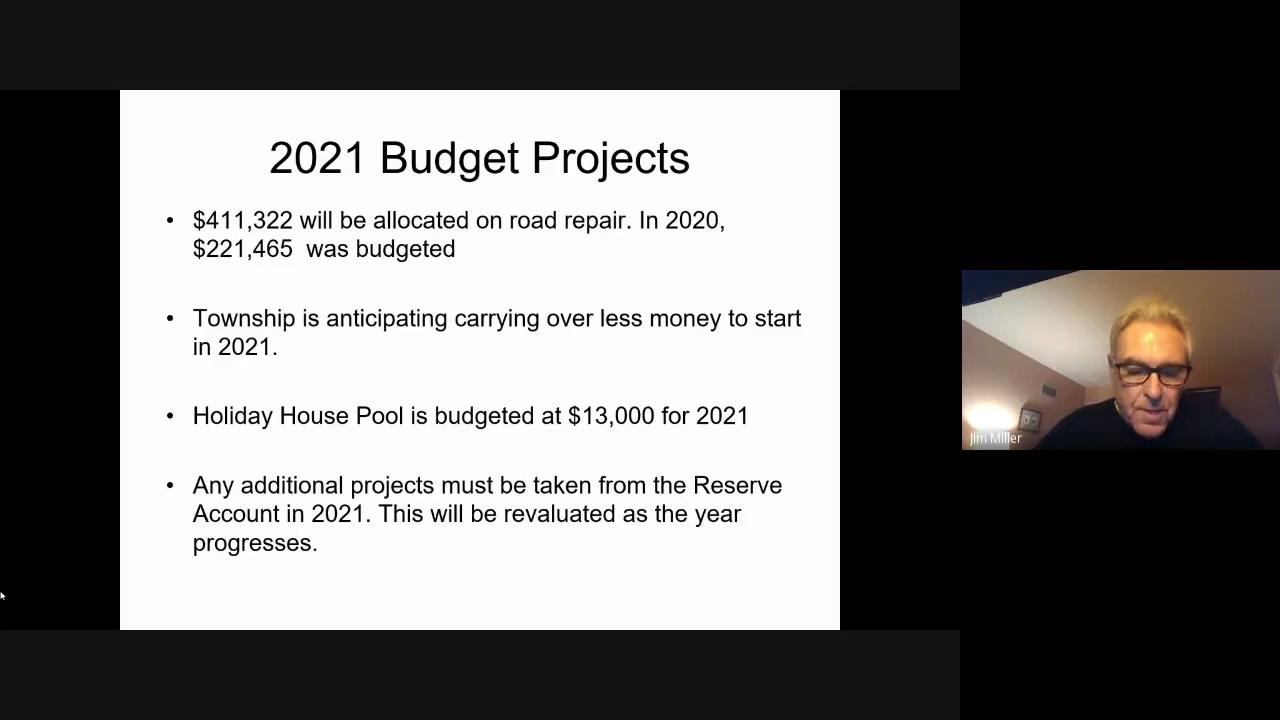 2021 Budget Projects
• $411,322 will be allocated on road repair. In 2020,
$221,465  was budgeted
• Township is anticipating carrying over less money to start
in 2021.
• Holiday House Pool is budgeted at $13,000 for 2021
• Any additional projects must be taken from the Reserve
Account in 2021. This will be revaluated as the year
progresses.
Jim Miller